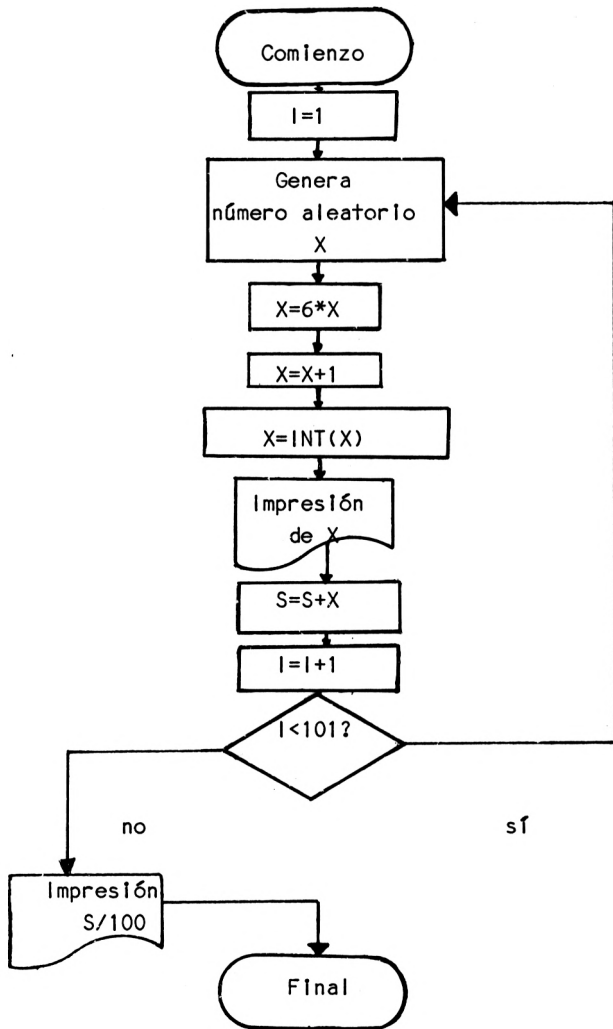 Comienzo
I=1
Genera
número aleatorio
X
X=6*X
X=X+1
X=INT(X)
Impresión
de X
S=S+X
I=I+1
I<101?
no
sí
Impresión
S/100
Final